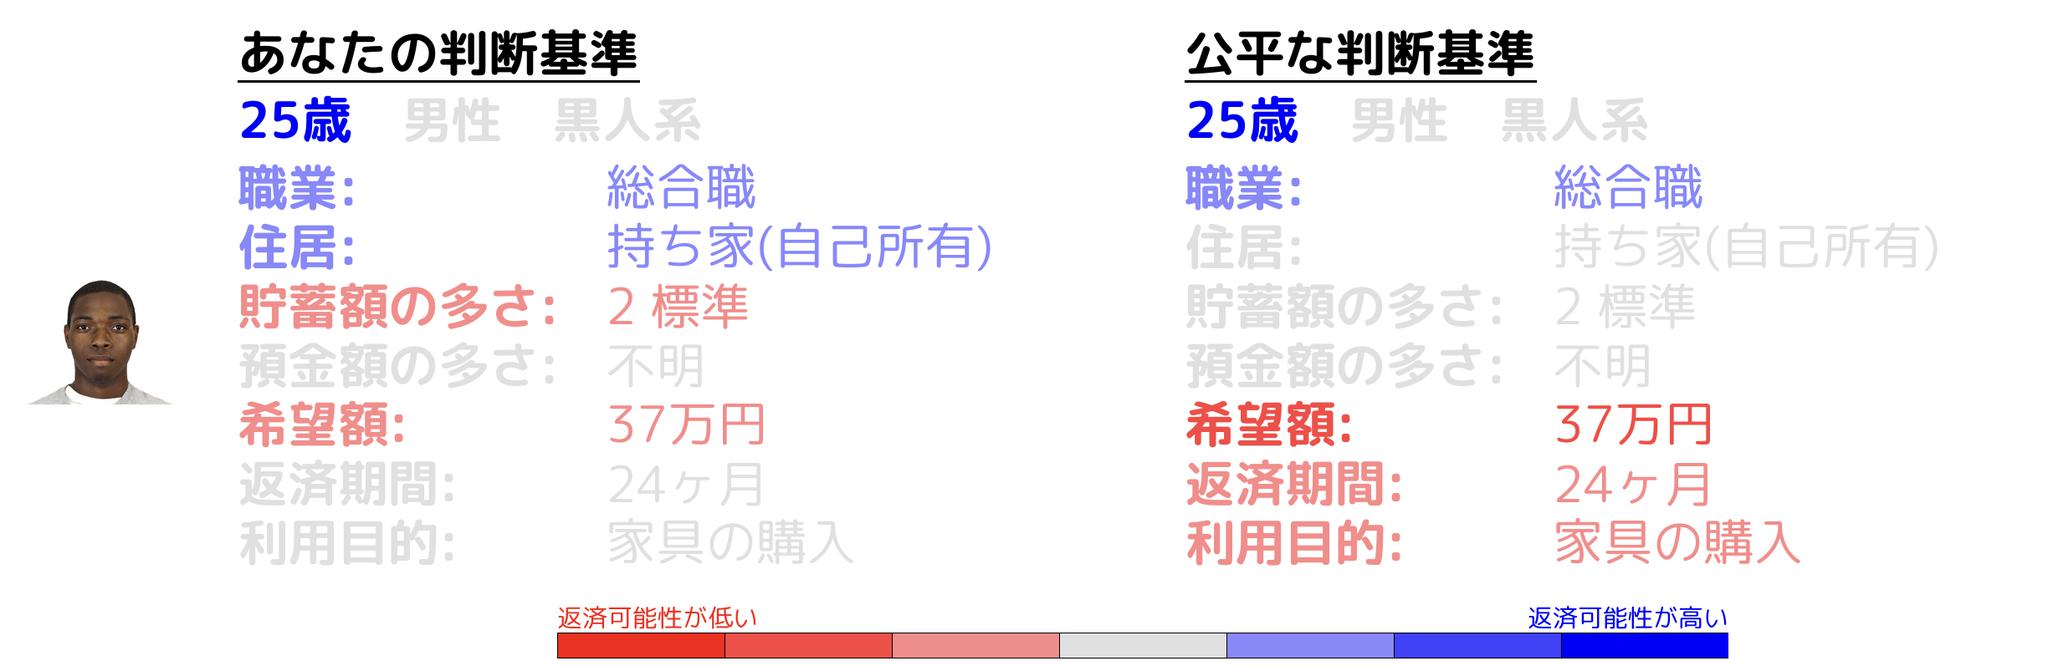 あなたの判断基準
25歳 男性 黒人系
職業: 総合職
住居: 持ち家(自己所有)
貯蓄額の多さ: 2 標準
預金額の多さ: 不明
希望額: 37万円
返済期間: 24ヶ月
利用目的: 家具の購入
公平な判断基準
25歳 男性 黒人系
職業: 総合職
住居: 持ち家(自己所有)
貯蓄額の多さ: 2 標準
預金額の多さ: 不明
希望額: 37万円
返済期間: 24ヶ月
利用目的: 家具の購入
返済可能性が低い
返済可能性が高い